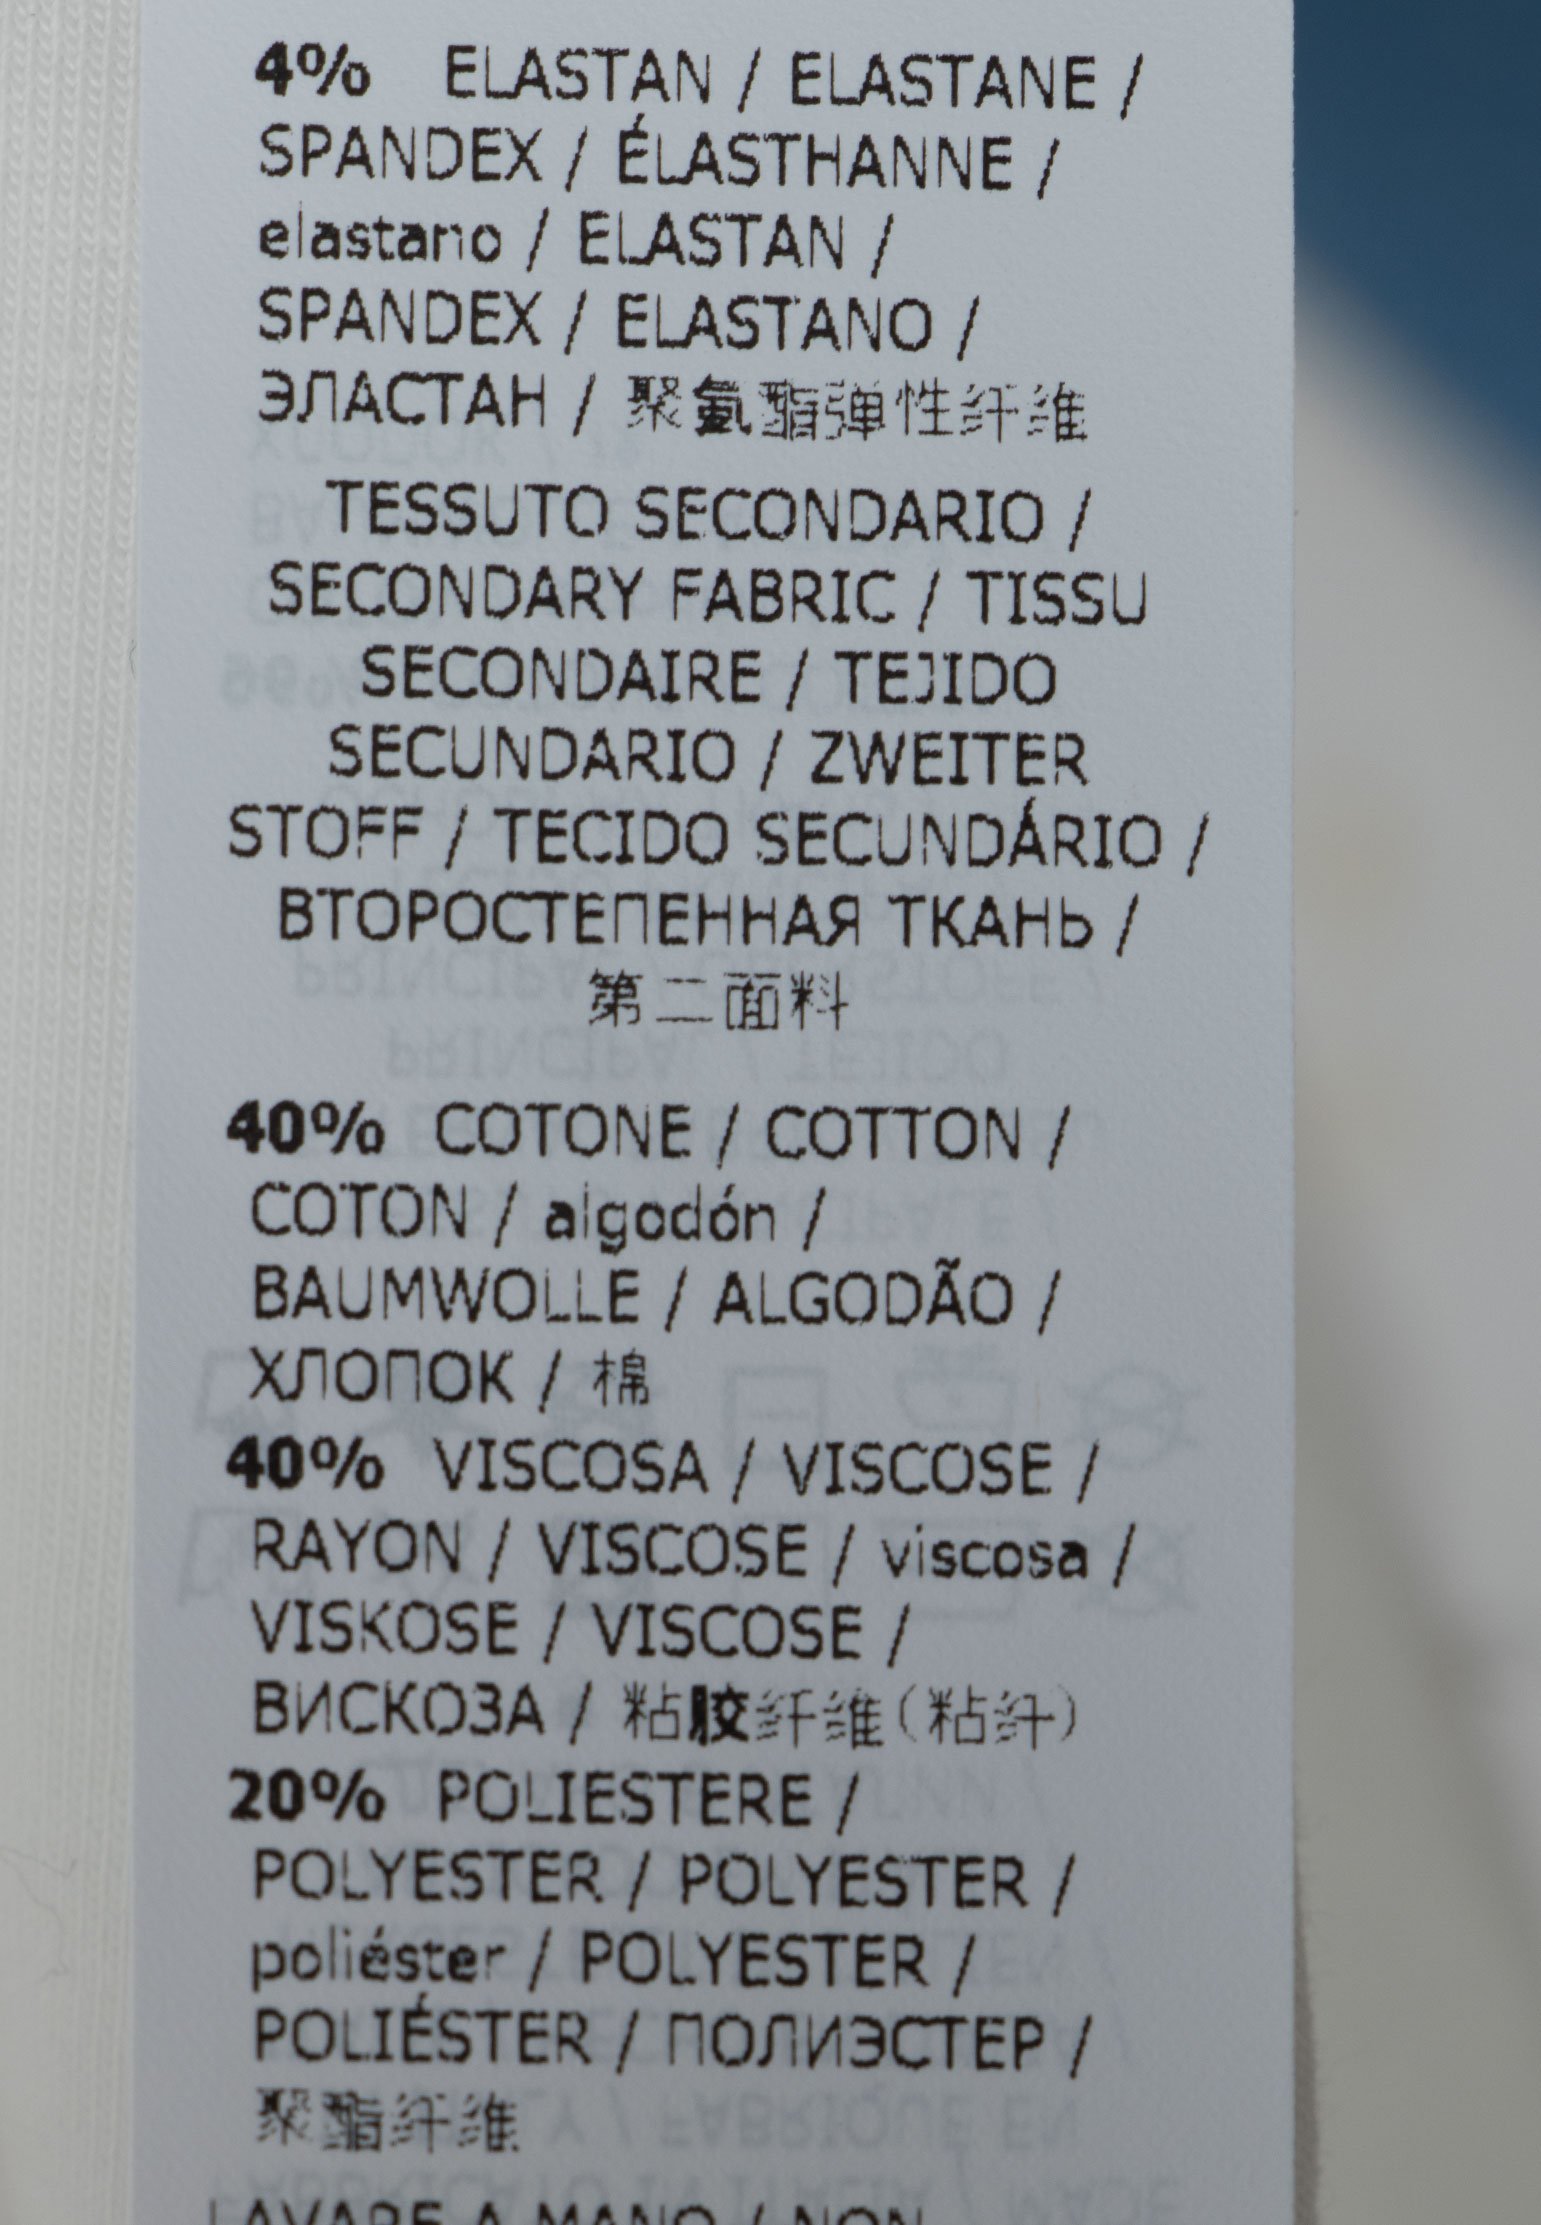 4% ELASTAN / ELASTANE /
SPANDEX / ÉLASTHANNE /
elastano / ELASTAN /
SPANDEX / ELASTANO /
ЭЛАСТАН / 聚氨酯弹性纤维
TESSUTO SECONDARIO /
SECONDARY FABRIC / TISSU
SECONDAIRE / TEJIDO
SECUNDARIO / ZWEITER
STOFF / TECIDO SECUNDÁRIO /
ВТОРОСТЕПЕННАЯ ТКАНЬ /
第二面料
40% COTONE / COTTON /
COTON / algodón /
BAUMWOLLE / ALGODÃO /
ХЛОПОК / 棉
40% VISCOSA / VISCOSE /
RAYON / VISCOSE / viscosa /
VISKOSE / VISCOSE /
ВИСКОЗА / 粘胶纤维(粘纤)
20% POLIESTERE /
POLYESTER / POLYESTER /
poliéster / POLYESTER /
POLIÉSTER / ПОЛИЭСТЕР /
聚酯纤维
LAVARE A MANO / NON